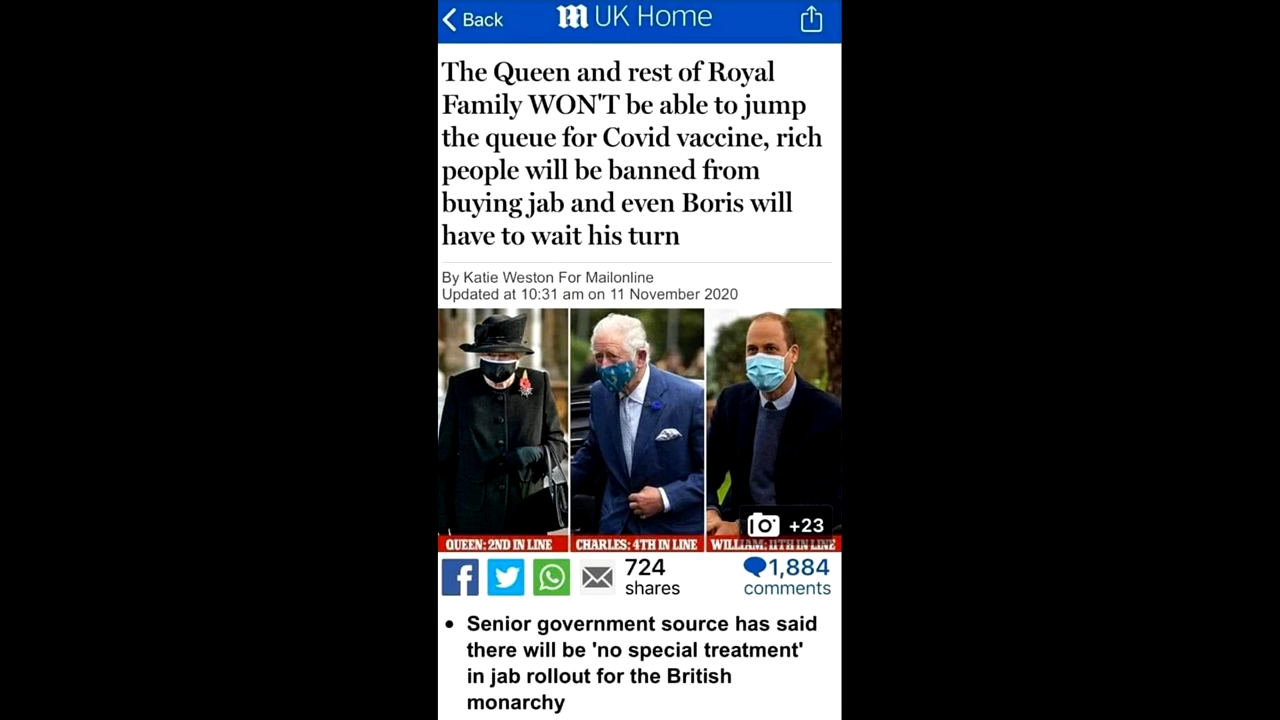 Back
UK Home
The Queen and rest of Royal
Family WON'T be able to jump
the queue for Covid vaccine, rich
people will be banned from
buying jab and even Boris will
have to wait his turn
By Katie Weston For Mailonline
Updated at 10:31 am on 11 November 2020
+23
QUEEN: 2ND IN LINE
CHARLES: 4TH IN LINE
WILLIAM: 11TH IN LINE
724
shares
1,884
comments
• Senior government source has said
there will be 'no special treatment'
in jab rollout for the British
monarchy